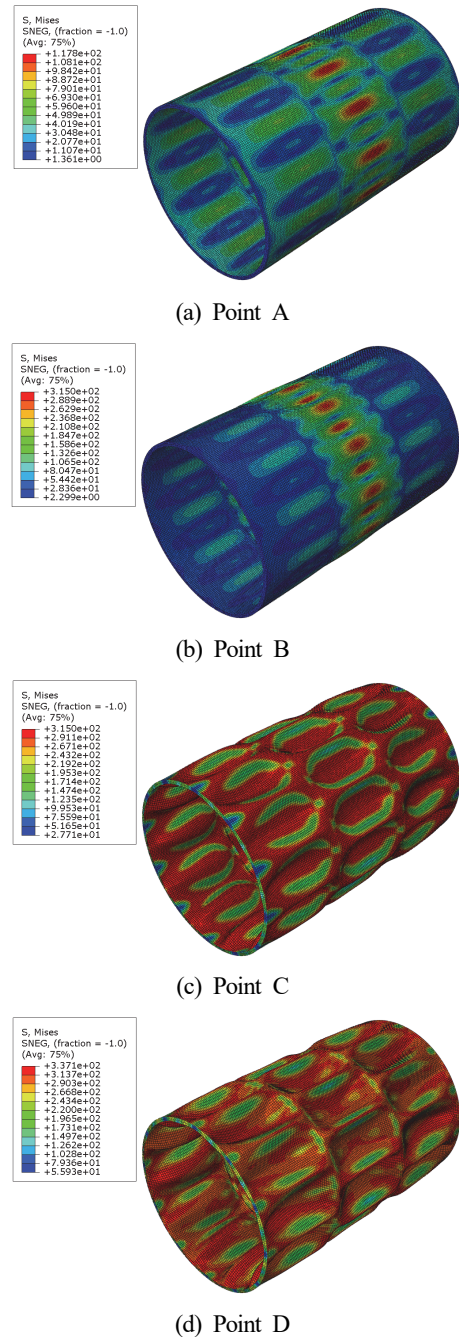 S, Mises
SNEG, (fraction = -1.0)
(Avg: 75%)
+1.178e+02
+1.081e+02
+9.842e+01
+8.872e+01
+7.901e+01
+6.930e+01
+5.960e+01
+4.989e+01
+4.019e+01
+3.048e+01
+2.077e+01
+1.107e+01
+1.361e+00
(a) Point A
S, Mises
SNEG, (fraction = -1.0)
(Avg: 75%)
+3.150e+02
+2.889e+02
+2.629e+02
+2.368e+02
+2.108e+02
+1.847e+02
+1.586e+02
+1.326e+02
+1.065e+02
+8.047e+01
+5.442e+01
+2.836e+01
+2.299e+00
(b) Point B
S, Mises
SNEG, (fraction = -1.0)
(Avg: 75%)
+3.150e+02
+2.911e+02
+2.671e+02
+2.432e+02
+2.192e+02
+1.953e+02
+1.714e+02
+1.474e+02
+1.235e+02
+9.953e+01
+7.559e+01
+5.165e+01
+2.771e+01
(c) Point C
S, Mises
SNEG, (fraction = -1.0)
(Avg: 75%)
+3.371e+02
+3.137e+02
+2.903e+02
+2.668e+02
+2.434e+02
+2.200e+02
+1.965e+02
+1.731e+02
+1.497e+02
+1.262e+02
+1.028e+02
+7.936e+01
+5.593e+01
(d) Point D